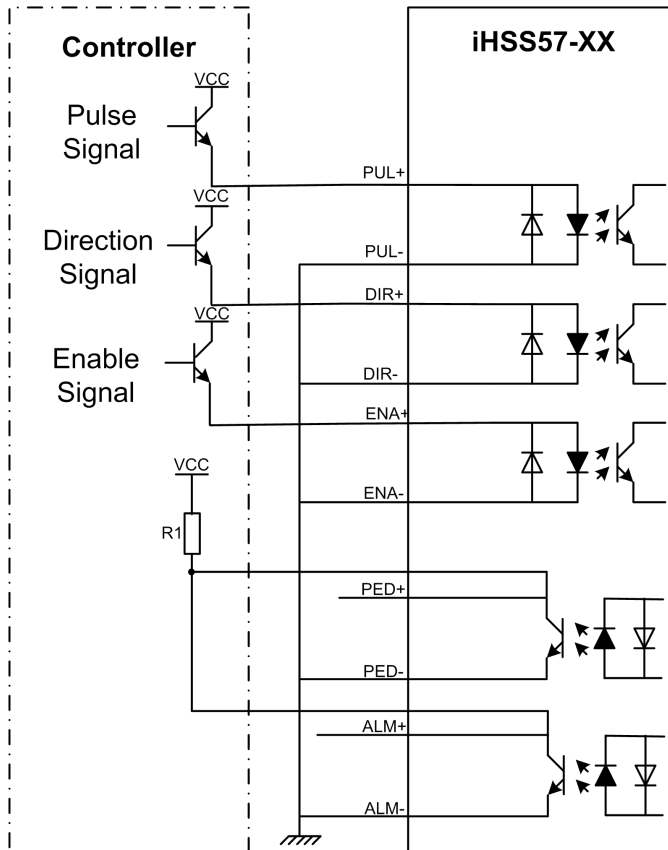 Controller
iHSS57-XX
VCC
Pulse
Signal
PUL+
VCC
Direction
Signal
PUL-
DIR+
VCC
Enable
Signal
DIR-
ENA+
VCC
ENA-
R1
PED+
PED-
ALM+
ALM-